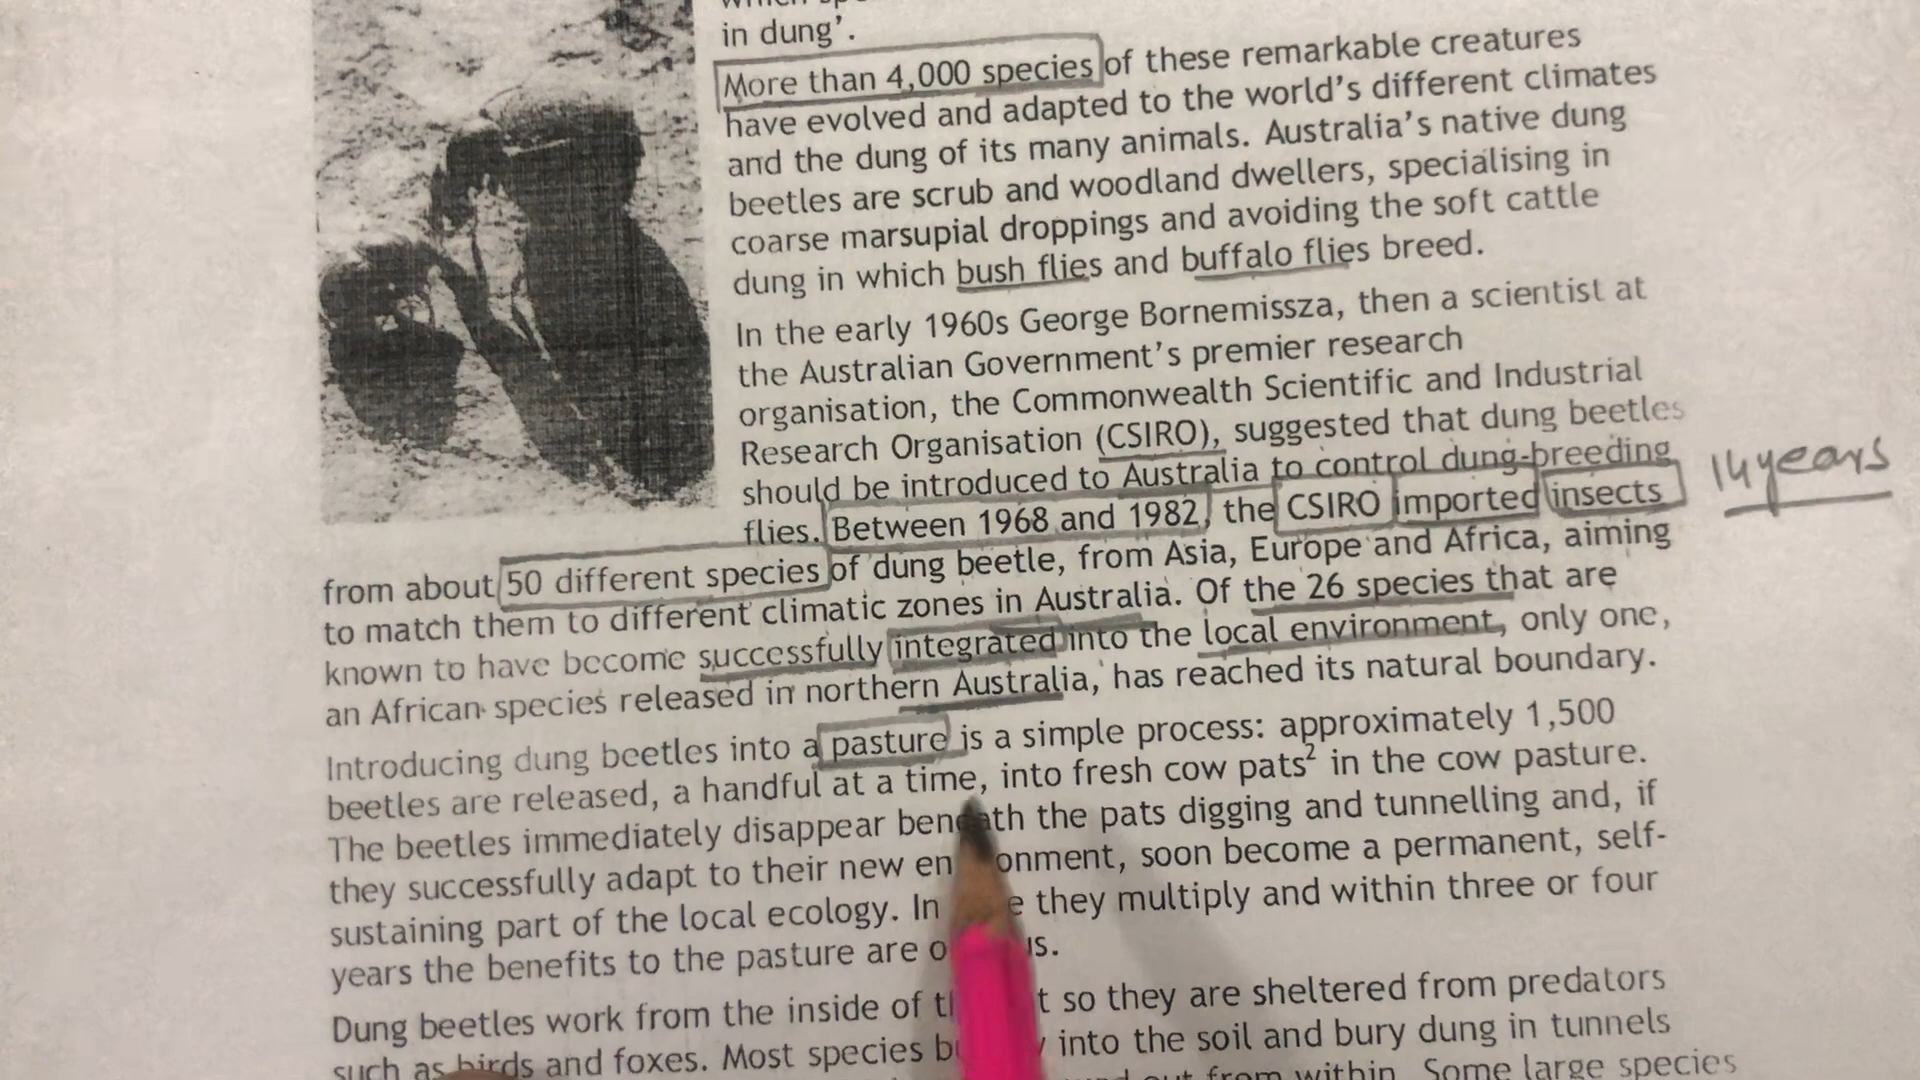 in dung'.
More than 4,000 species of these remarkable creatures
have evolved and adapted to the world's different climates
and the dung of its many animals. Australia's native dung
beetles are scrub and woodland dwellers, specialising in
coarse marsupial droppings and avoiding the soft cattle
dung in which bush flies and buffalo flies breed.
In the early 1960s George Bornemissza, then a scientist at
the Australian Government's premier research
organisation, the Commonwealth Scientific and Industrial
Research Organisation (CSIRO), suggested that dung beetles
should be introduced to Australia to control dung-breeding
flies. Between 1968 and 1982, the CSIRO imported insects
14 years
from about 50 different species of dung beetle, from Asia, Europe and Africa, aiming
to match them to different climatic zones in Australia. Of the 26 species that are
known to have become successfully integrated into the local environment, only one,
an African species released in northern Australia, has reached its natural boundary.
Introducing dung beetles into a pasture is a simple process: approximately 1,500
beetles are released, a handful at a time, into fresh cow pats² in the cow pasture.
The beetles immediately disappear beneath the pats digging and tunnelling and, if
they successfully adapt to their new en onment, soon become a permanent, self-
sustaining part of the local ecology. In they multiply and within three or four
years the benefits to the pasture are
Dung beetles work from the inside of so they are sheltered from predators
such as birds and foxes. Most species into the soil and bury dung in tunnels
from within. Some large species